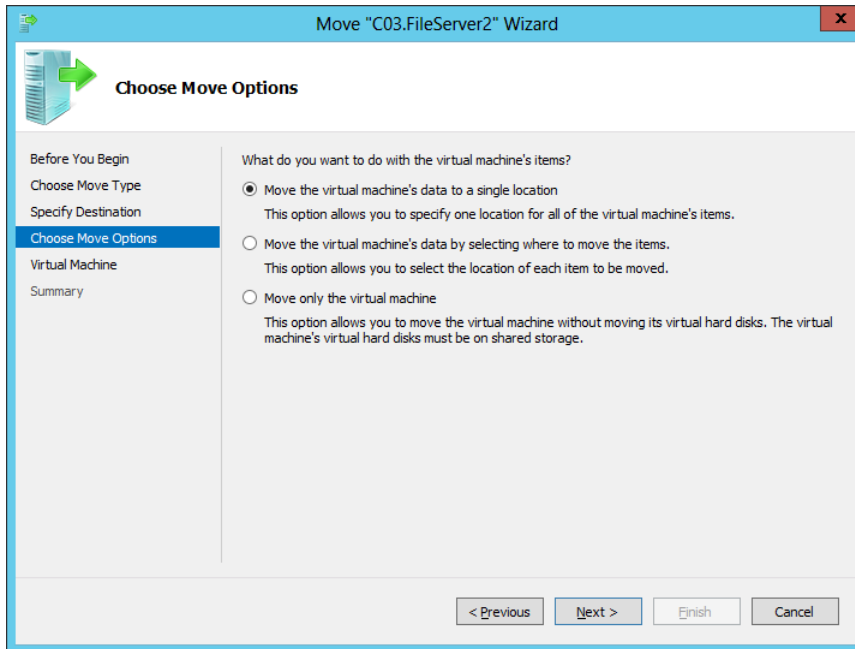 Move "C03.FileServer2" Wizard
x
Choose Move Options
Before You Begin
Choose Move Type
Specify Destination
Choose Move Options
Virtual Machine
Summary
What do you want to do with the virtual machine's items?
Move the virtual machine's data to a single location
This option allows you to specify one location for all of the virtual machine's items.
Move the virtual machine's data by selecting where to move the items.
This option allows you to select the location of each item to be moved.
Move only the virtual machine
This option allows you to move the virtual machine without moving its virtual hard disks. The virtual
machine's virtual hard disks must be on shared storage.
< Previous
Next >
Finish
Cancel